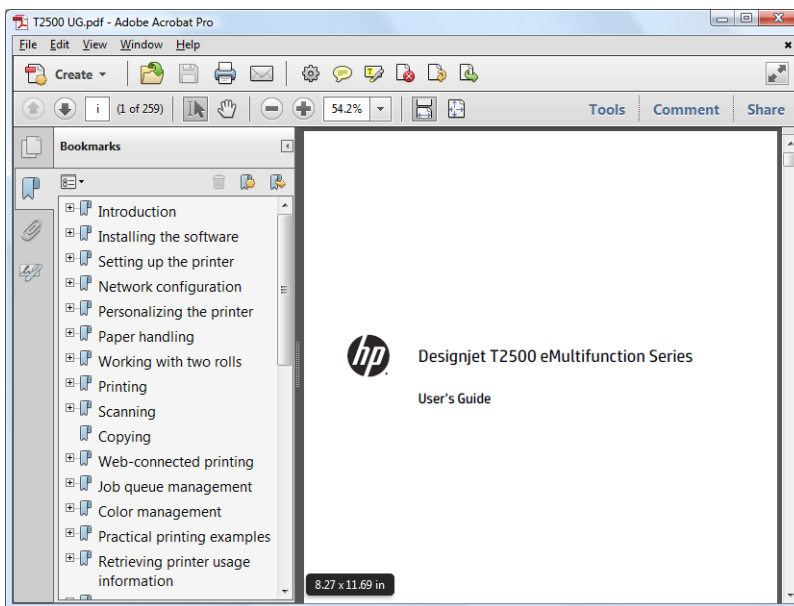 T2500 UG.pdf - Adobe Acrobat Pro
File Edit View Window Help
Create
i (1 of 259) 54.2% Tools Comment Share
Bookmarks
Introduction
Installing the software
Setting up the printer
Network configuration
Personalizing the printer
Paper handling
Working with two rolls
Printing
Scanning
Copying
Web-connected printing
Job queue management
Color management
Practical printing examples
Retrieving printer usage
information
hp
Designjet T2500 eMultifunction Series
User's Guide
8.27 x 11.69 in